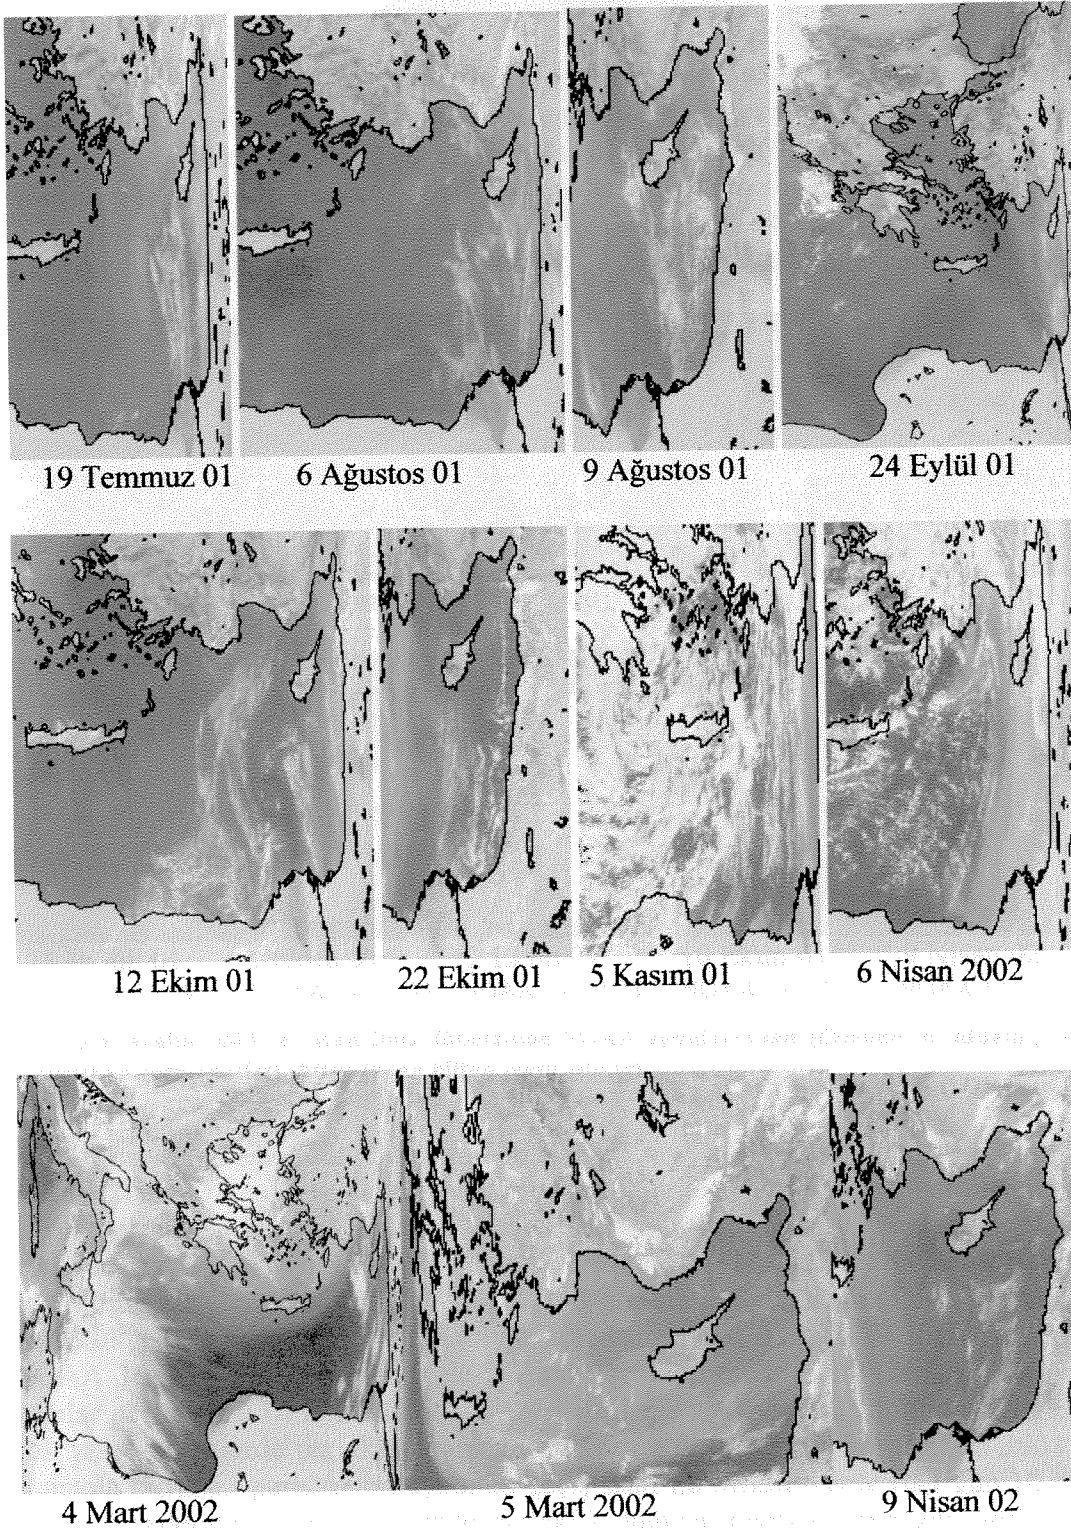 19 Temmuz 01 6 Ağustos 01 9 Ağustos 01 24 Eylül 01
12 Ekim 01 22 Ekim 01 5 Kasım 01 6 Nisan 2002
4 Mart 2002 5 Mart 2002 9 Nisan 02